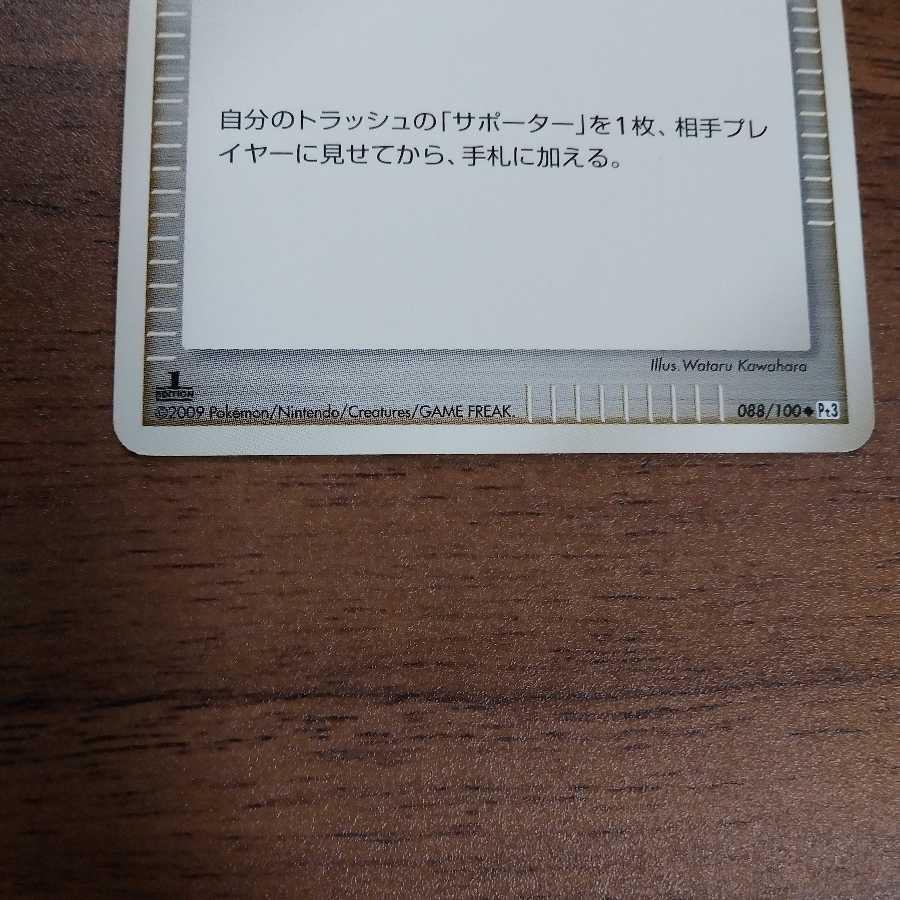 自分のトラッシュの「サポーター」を1枚、相手プレ
イヤーに見せてから、手札に加える。
Illus. Wataru Kawahara
1
EDITION
©2009 Pokémon/Nintendo/Creatures/GAME FREAK.
088/100◆ Pt3